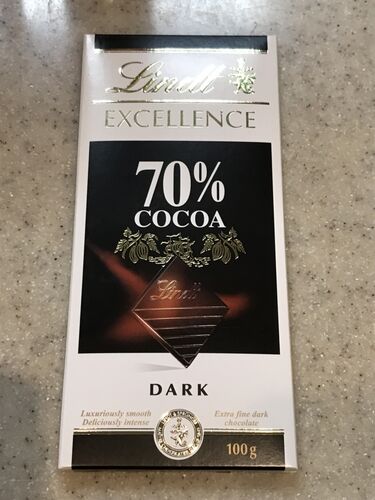 Lindt
EXCELLENCE
70%
COCOA
Lindt
DARK
Luxuriously smooth
Deliciously intense
Extra fine dark
chocolate
100g